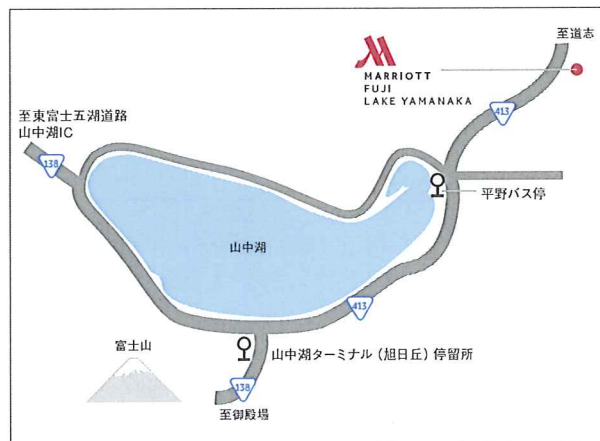 至道志
MARRIOTT
FUJI
LAKE YAMANAKA
413
至東富士五湖道路
山中湖IC
138
平野バス停
山中湖
413
富士山
山中湖ターミナル（旭日丘）停留所
138
至御殿場